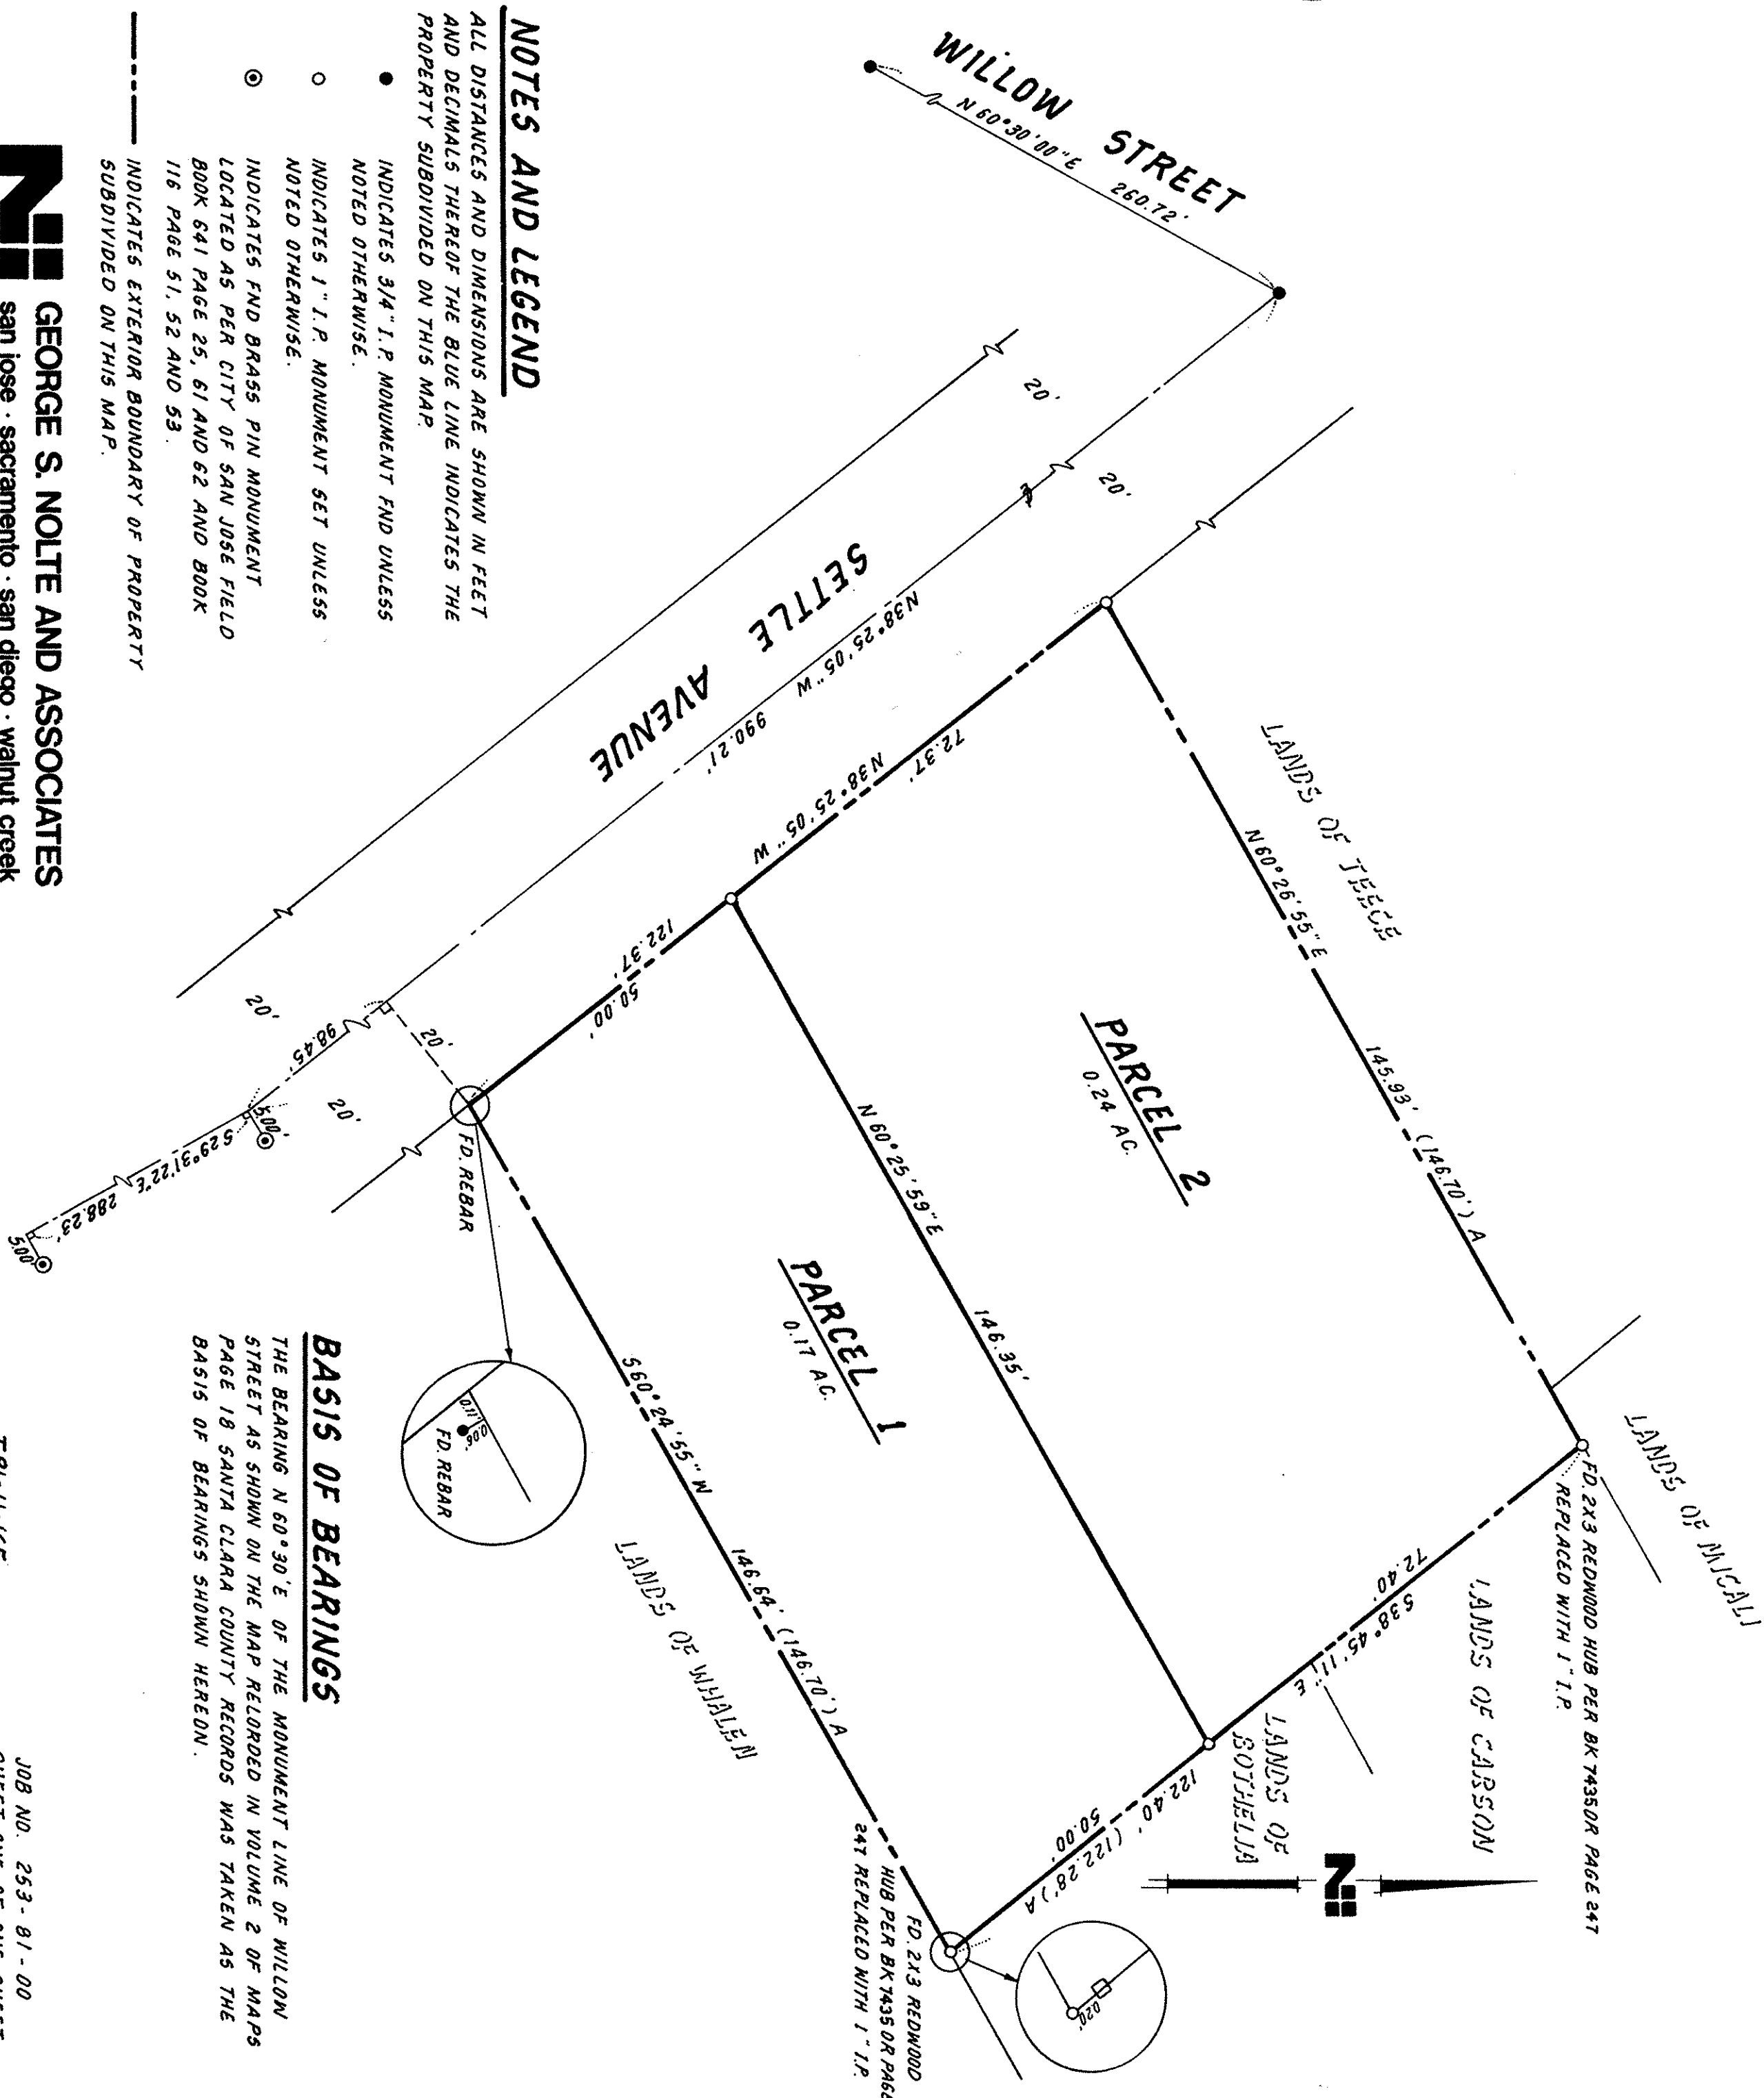 NOTES AND LEGEND
ALL DISTANCES AND DIMENSIONS ARE SHOWN IN FEET
AND DECIMALS THEREOF THE BLUE LINE INDICATES THE
PROPERTY SUBDIVIDED ON THIS MAP.
INDICATES 3/4" I.P. MONUMENT FND UNLESS
NOTED OTHERWISE.
INDICATES 1" I.P. MONUMENT SET UNLESS
NOTED OTHERWISE.
INDICATES FND BRASS PIN MONUMENT
LOCATED AS PER CITY OF SAN JOSE FIELD
BOOK 641 PAGE 25, 61 AND 62 AND BOOK
116 PAGE 51, 52 AND 53.
INDICATES EXTERIOR BOUNDARY OF PROPERTY
SUBDIVIDED ON THIS MAP.
GEORGE S. NOLTE AND ASSOCIATES
san jose · sacramento · san diego · walnut creek
WILLOW STREET
N 60°30'00"E 260.72'
20'
20'
SETTLE AVENUE
N38°25'05"W 990.21'
72.37'
N38°25'05"W
122.37'
50.00'
20'
20'
20'
98.45'
5.00'
S29°31'22"E
288.23'
5.00'
LANDS OF TEECE
N60°26'55"E 145.93' (146.70') A
PARCEL 2
0.24 AC.
N60°25'59"E 146.35'
PARCEL 1
0.17 AC.
S60°24'55"W 146.64' (146.70') A
LANDS OF WHALEN
FD. REBAR
0.11'
0.06'
FD. REBAR
LANDS OF MICALI
FD. 2X3 REDWOOD HUB PER BK 7435OR PAGE 247
REPLACED WITH 1" I.P.
LANDS OF CARSON
72.40'
S38°45'11"E
LANDS OF
BOTHELIA
122.40' (122.28') A
50.00'
FD. 2X3 REDWOOD
HUB PER BK 7435OR PAGE
247 REPLACED WITH 1" I.P.
0.20'
BASIS OF BEARINGS
THE BEARING N 60°30'E OF THE MONUMENT LINE OF WILLOW
STREET AS SHOWN ON THE MAP RELORDED IN VOLUME 2 OF MAPS
PAGE 18 SANTA CLARA COUNTY RECORDS WAS TAKEN AS THE
BASIS OF BEARINGS SHOWN HEREON.
JOB NO. 253-81-00